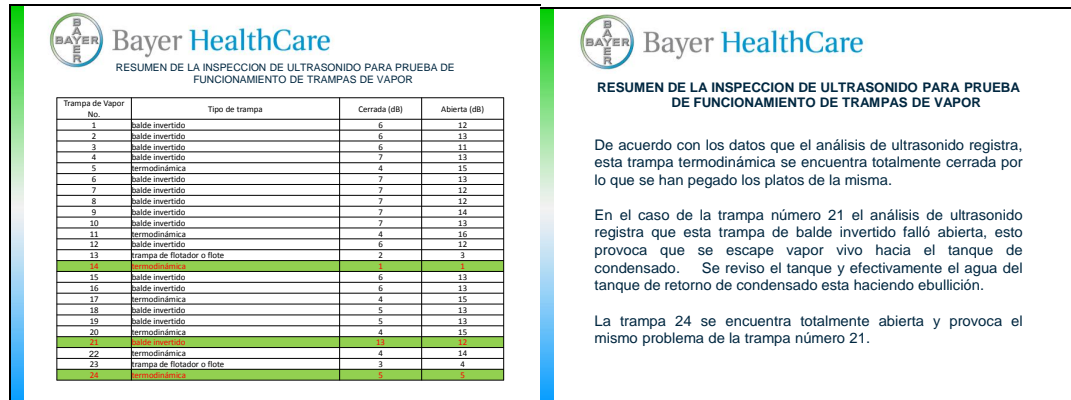 BAYER
BAYER
Bayer HealthCare
RESUMEN DE LA INSPECCION DE ULTRASONIDO PARA PRUEBA DE
FUNCIONAMIENTO DE TRAMPAS DE VAPOR
Trampa de Vapor No. Tipo de trampa Cerrada (dB) Abierta (dB)
1 balde invertido 6 12
2 balde invertido 6 13
3 balde invertido 6 11
4 balde invertido 7 13
5 termodinámica 4 15
6 balde invertido 7 13
7 balde invertido 7 12
8 balde invertido 7 12
9 balde invertido 7 14
10 balde invertido 7 13
11 termodinámica 4 16
12 balde invertido 6 12
13 trampa de flotador o flote 2 3
14 termodinámica 1 1
15 balde invertido 6 13
16 balde invertido 6 13
17 termodinámica 4 15
18 balde invertido 5 13
19 balde invertido 5 13
20 termodinámica 4 15
21 balde invertido 13 12
22 termodinámica 4 14
23 trampa de flotador o flote 3 4
24 termodinámica 5 5
BAYER
BAYER
Bayer HealthCare
RESUMEN DE LA INSPECCION DE ULTRASONIDO PARA PRUEBA
DE FUNCIONAMIENTO DE TRAMPAS DE VAPOR
De acuerdo con los datos que el análisis de ultrasonido registra,
esta trampa termodinámica se encuentra totalmente cerrada por
lo que se han pegado los platos de la misma.
En el caso de la trampa número 21 el análisis de ultrasonido
registra que esta trampa de balde invertido falló abierta, esto
provoca que se escape vapor vivo hacia el tanque de
condensado. Se reviso el tanque y efectivamente el agua del
tanque de retorno de condensado esta haciendo ebullición.
La trampa 24 se encuentra totalmente abierta y provoca el
mismo problema de la trampa número 21.